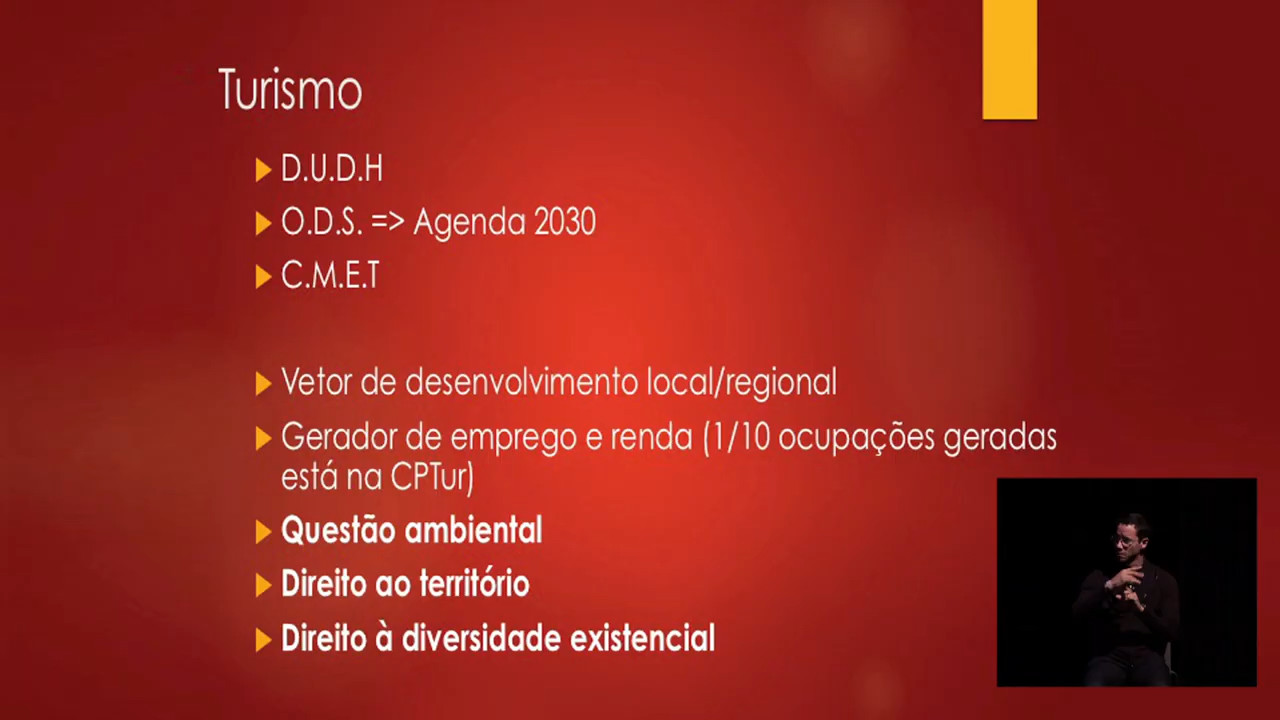 Turismo
D.U.D.H
O.D.S. => Agenda 2030
C.M.E.T
Vetor de desenvolvimento local/regional
Gerador de emprego e renda (1/10 ocupações geradas
está na CPTur)
Questão ambiental
Direito ao território
Direito à diversidade existencial